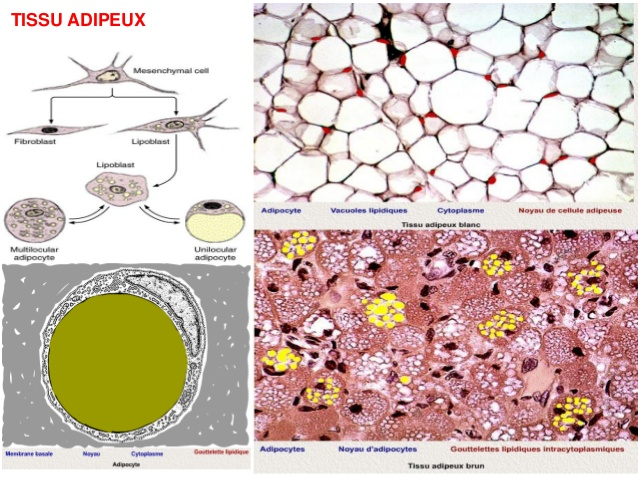 TISSU ADIPEUX
Mesenchymal cell
Fibroblast
Lipoblast
Lipoblast
Multilocular
adipocyte
Unilocular
adipocyte
Adipocyte Vacuoles lipidiques Cytoplasme Noyau de cellule adipeuse
Tissu adipeux blanc
Membrane basale Noyau Cytoplasme Gouttelette lipidique
Adipocyte
Adipocytes Noyau d'adipocytes Gouttelettes lipidiques intracytoplasmiques
Tissu adipeux brun